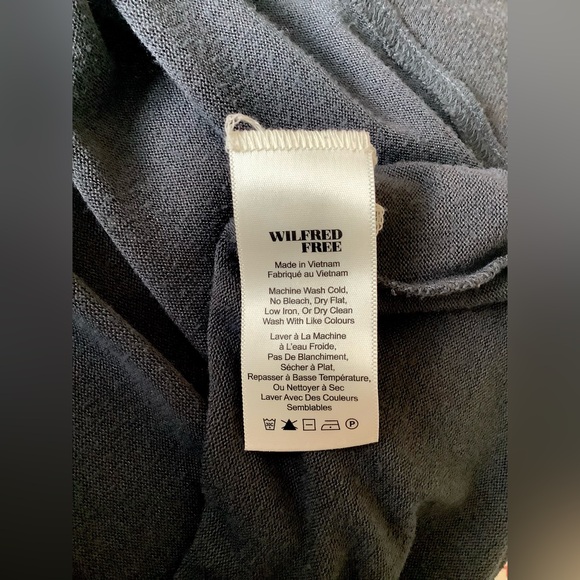 WILFRED
FREE
Made in Vietnam
Fabriqué au Vietnam
Machine Wash Cold,
No Bleach, Dry Flat,
Low Iron, Or Dry Clean
Wash With Like Colours
Laver à La Machine
à L'eau Froide,
Pas De Blanchiment,
Sécher à Plat,
Repasser à Basse Température,
Ou Nettoyer à Sec
Laver Avec Des Couleurs
Semblables
30C P